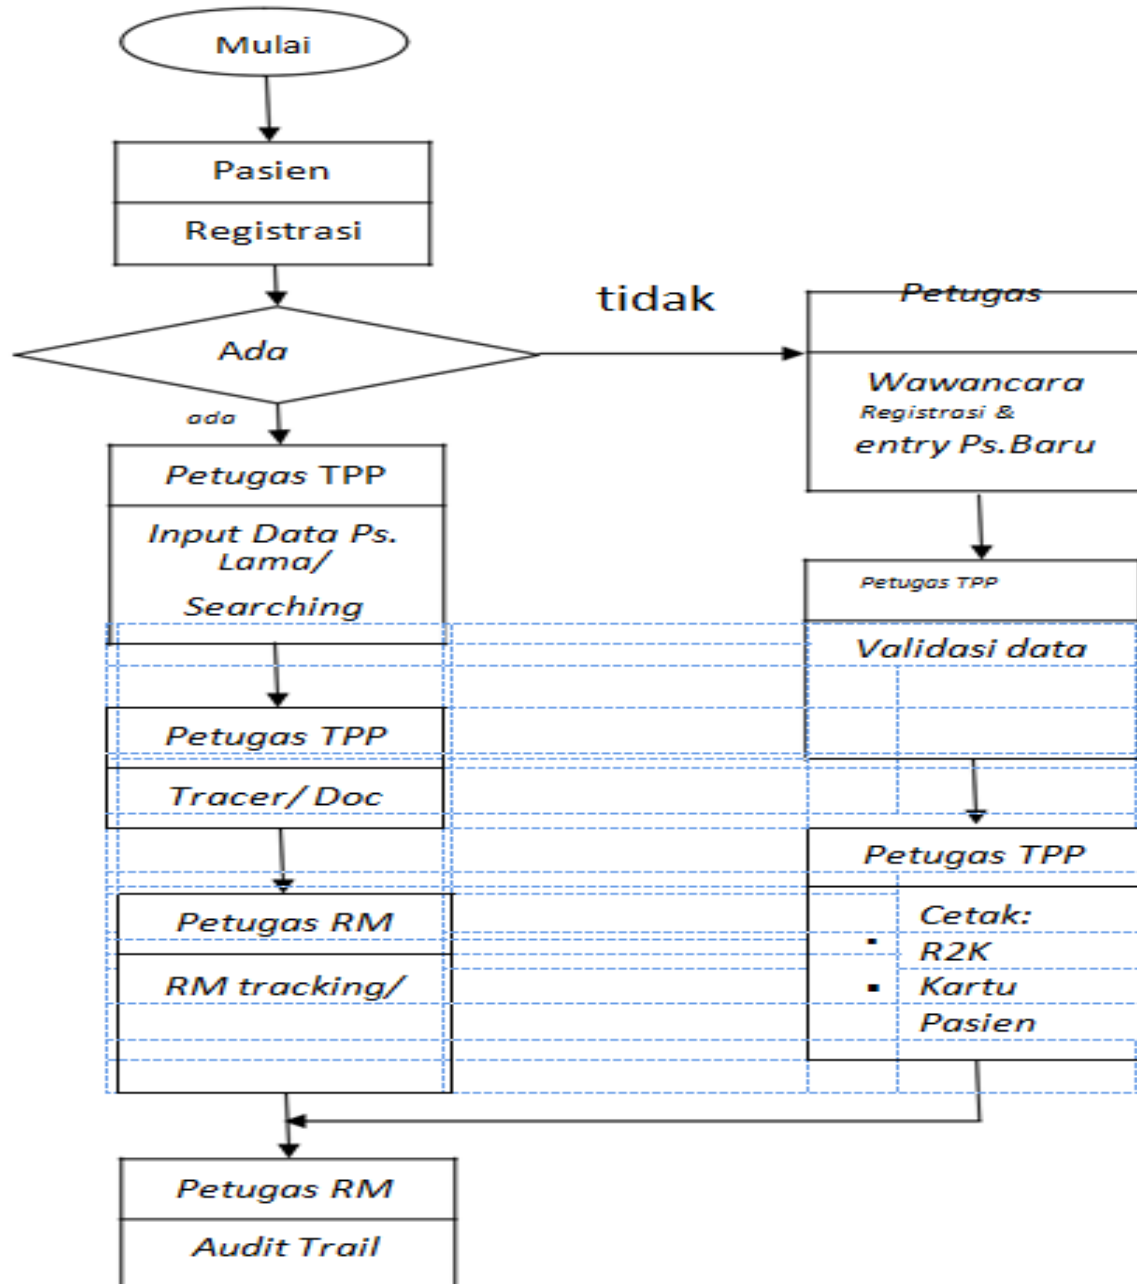 Mulai
Pasien
Registrasi
Ada
tidak
ada
Petugas
Wawancara
Registrasi &
entry Ps.Baru
Petugas TPP
Input Data Ps.
Lama/
Searching
Petugas TPP
Validasi data
Petugas TPP
Tracer/ Doc
Petugas TPP
▪ Cetak:
R2K
▪ Kartu
Pasien
Petugas RM
RM tracking/
Petugas RM
Audit Trail